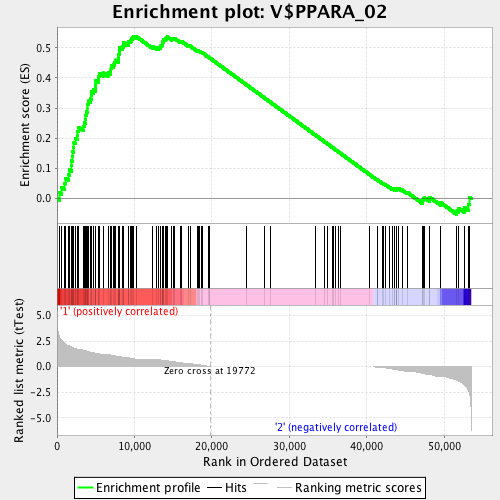 Enrichment plot: V$PPARA_02
Enrichment score (ES)
0.5
0.4
0.3
0.2
0.1
0.0
'1' (positively correlated)
Ranked list metric (tTest)
5.0
2.5
0.0
-2.5
-5.0
Zero cross at 19772
'2' (negatively correlated)
0 10,000 20,000 30,000 40,000 50,000
Rank in Ordered Dataset
Enrichment profile Hits Ranking metric scores